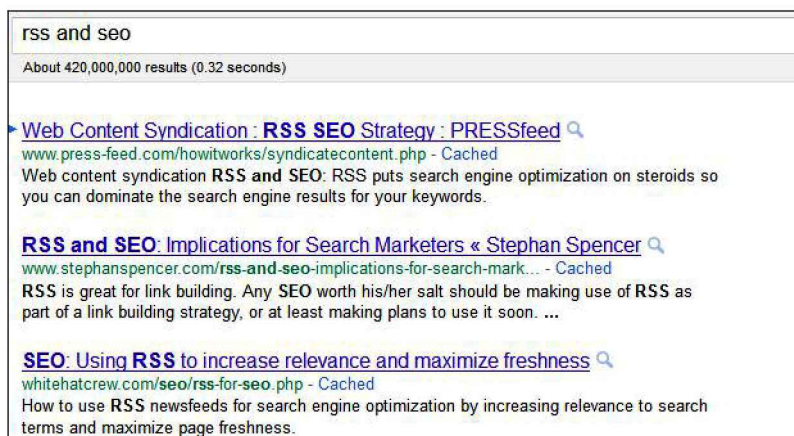 rss and seo
About 420,000,000 results (0.32 seconds)
Web Content Syndication : RSS SEO Strategy : PRESSfeed
www.press-feed.com/howitworks/syndicatecontent.php - Cached
Web content syndication RSS and SEO: RSS puts search engine optimization on steroids so
you can dominate the search engine results for your keywords.
RSS and SEO: Implications for Search Marketers « Stephan Spencer
www.stephanspencer.com/rss-and-seo-implications-for-search-mark... - Cached
RSS is great for link building. Any SEO worth his/her salt should be making use of RSS as
part of a link building strategy, or at least making plans to use it soon. ...
SEO: Using RSS to increase relevance and maximize freshness
whitehatcrew.com/seo/rss-for-seo.php - Cached
How to use RSS newsfeeds for search engine optimization by increasing relevance to search
terms and maximize page freshness.